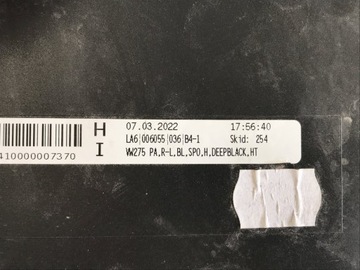 H 07.03.2022 17:56:40
LA6|006055|036|B4-1 Skid: 254
I VW275 PA,R-L,BL,SPO,H,DEEPBLACK,HT
41000007370